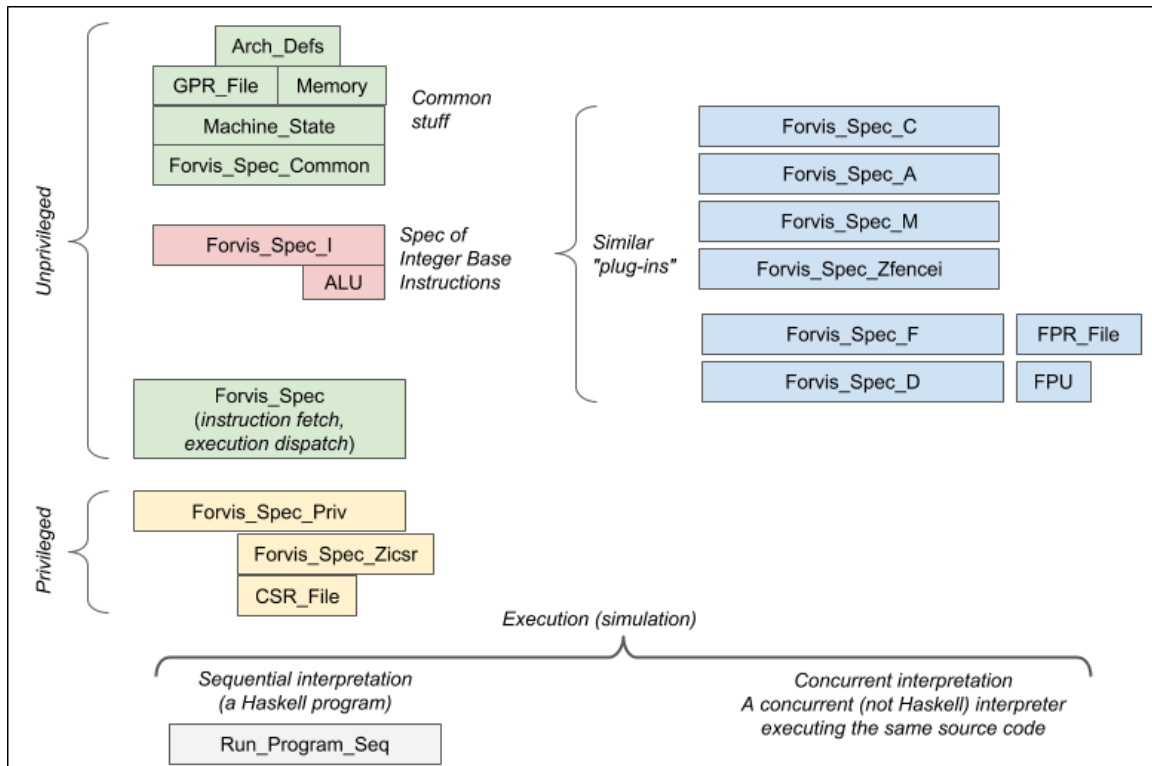 Unprivileged
Arch_Defs
GPR_File
Memory
Machine_State
Forvis_Spec_Common
Common
stuff
Forvis_Spec_I
ALU
Spec of
Integer Base
Instructions
Similar
"plug-ins"
Forvis_Spec_C
Forvis_Spec_A
Forvis_Spec_M
Forvis_Spec_Zfencei
Forvis_Spec_F
FPR_File
Forvis_Spec_D
FPU
Forvis_Spec
(instruction fetch,
execution dispatch)
Privileged
Forvis_Spec_Priv
Forvis_Spec_Zicsr
CSR_File
Execution (simulation)
Sequential interpretation
(a Haskell program)
Run_Program_Seq
Concurrent interpretation
A concurrent (not Haskell) interpreter
executing the same source code